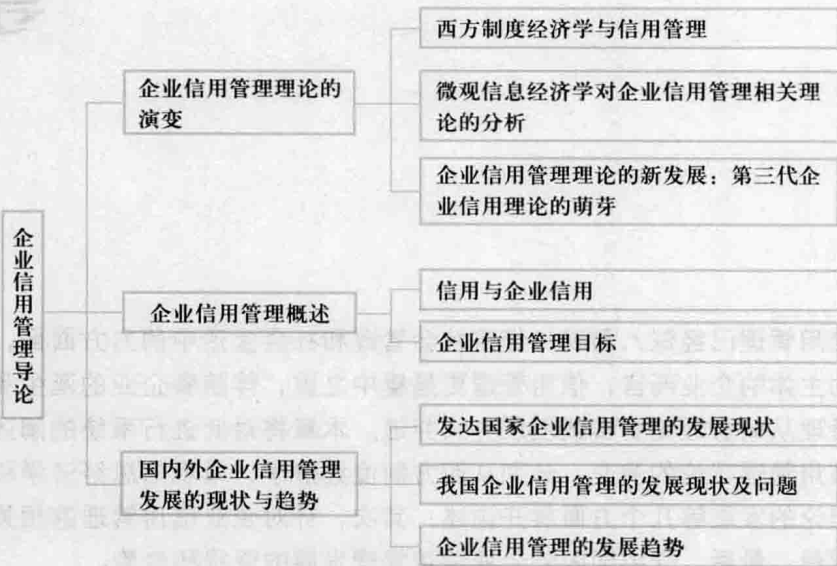 企业信用管理导论
企业信用管理理论的
演变
西方制度经济学与信用管理
微观信息经济学对企业信用管理相关理
论的分析
企业信用管理理论的新发展：第三代企
业信用理论的萌芽
企业信用管理概述
信用与企业信用
企业信用管理目标
国内外企业信用管理
发展的现状与趋势
发达国家企业信用管理的发展现状
我国企业信用管理的发展现状及问题
企业信用管理的发展趋势